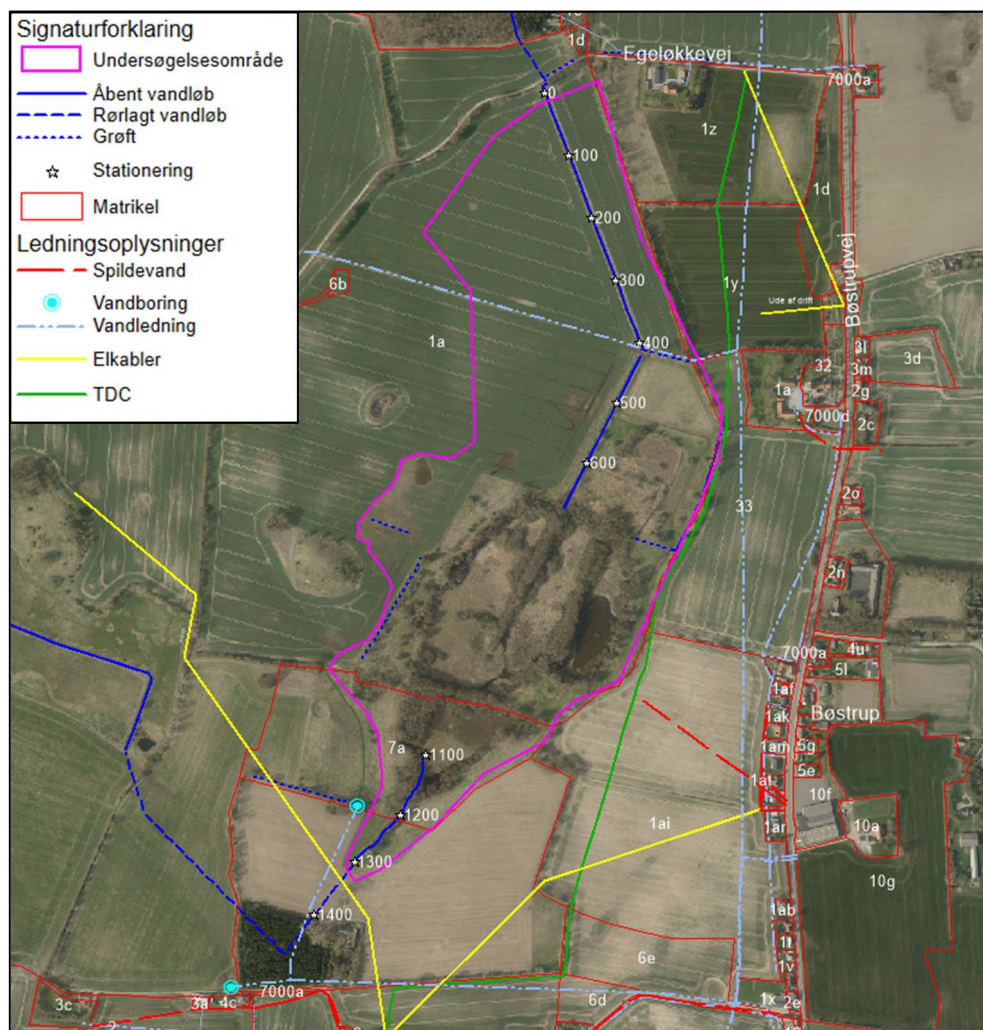 Signaturforklaring
Undersøgelsesområde
Åbent vandløb
Rørlagt vandløb
Grøft
Stationering
Matrikel
Ledningsoplysninger
Spildevand
Vandboring
Vandledning
Elkabler
TDC
1d
Egeløkkevej
7000a
0
100
1z
1d
200
6b
300
1y
Ude af drift
Bøstrupvej
1a
400
3l
3d
32
3m
1a
2g
500
7000d
2c
600
33
2o
2n
7000a
4u
5l
1af
1ak
Bøstrup
7a
1100
1am
5g
5e
1at
10f
1200
1ai
1ar
10a
1300
10g
1400
1ab
1t
6e
1v
7000a
3c
3a
4c
6d
1x
2e